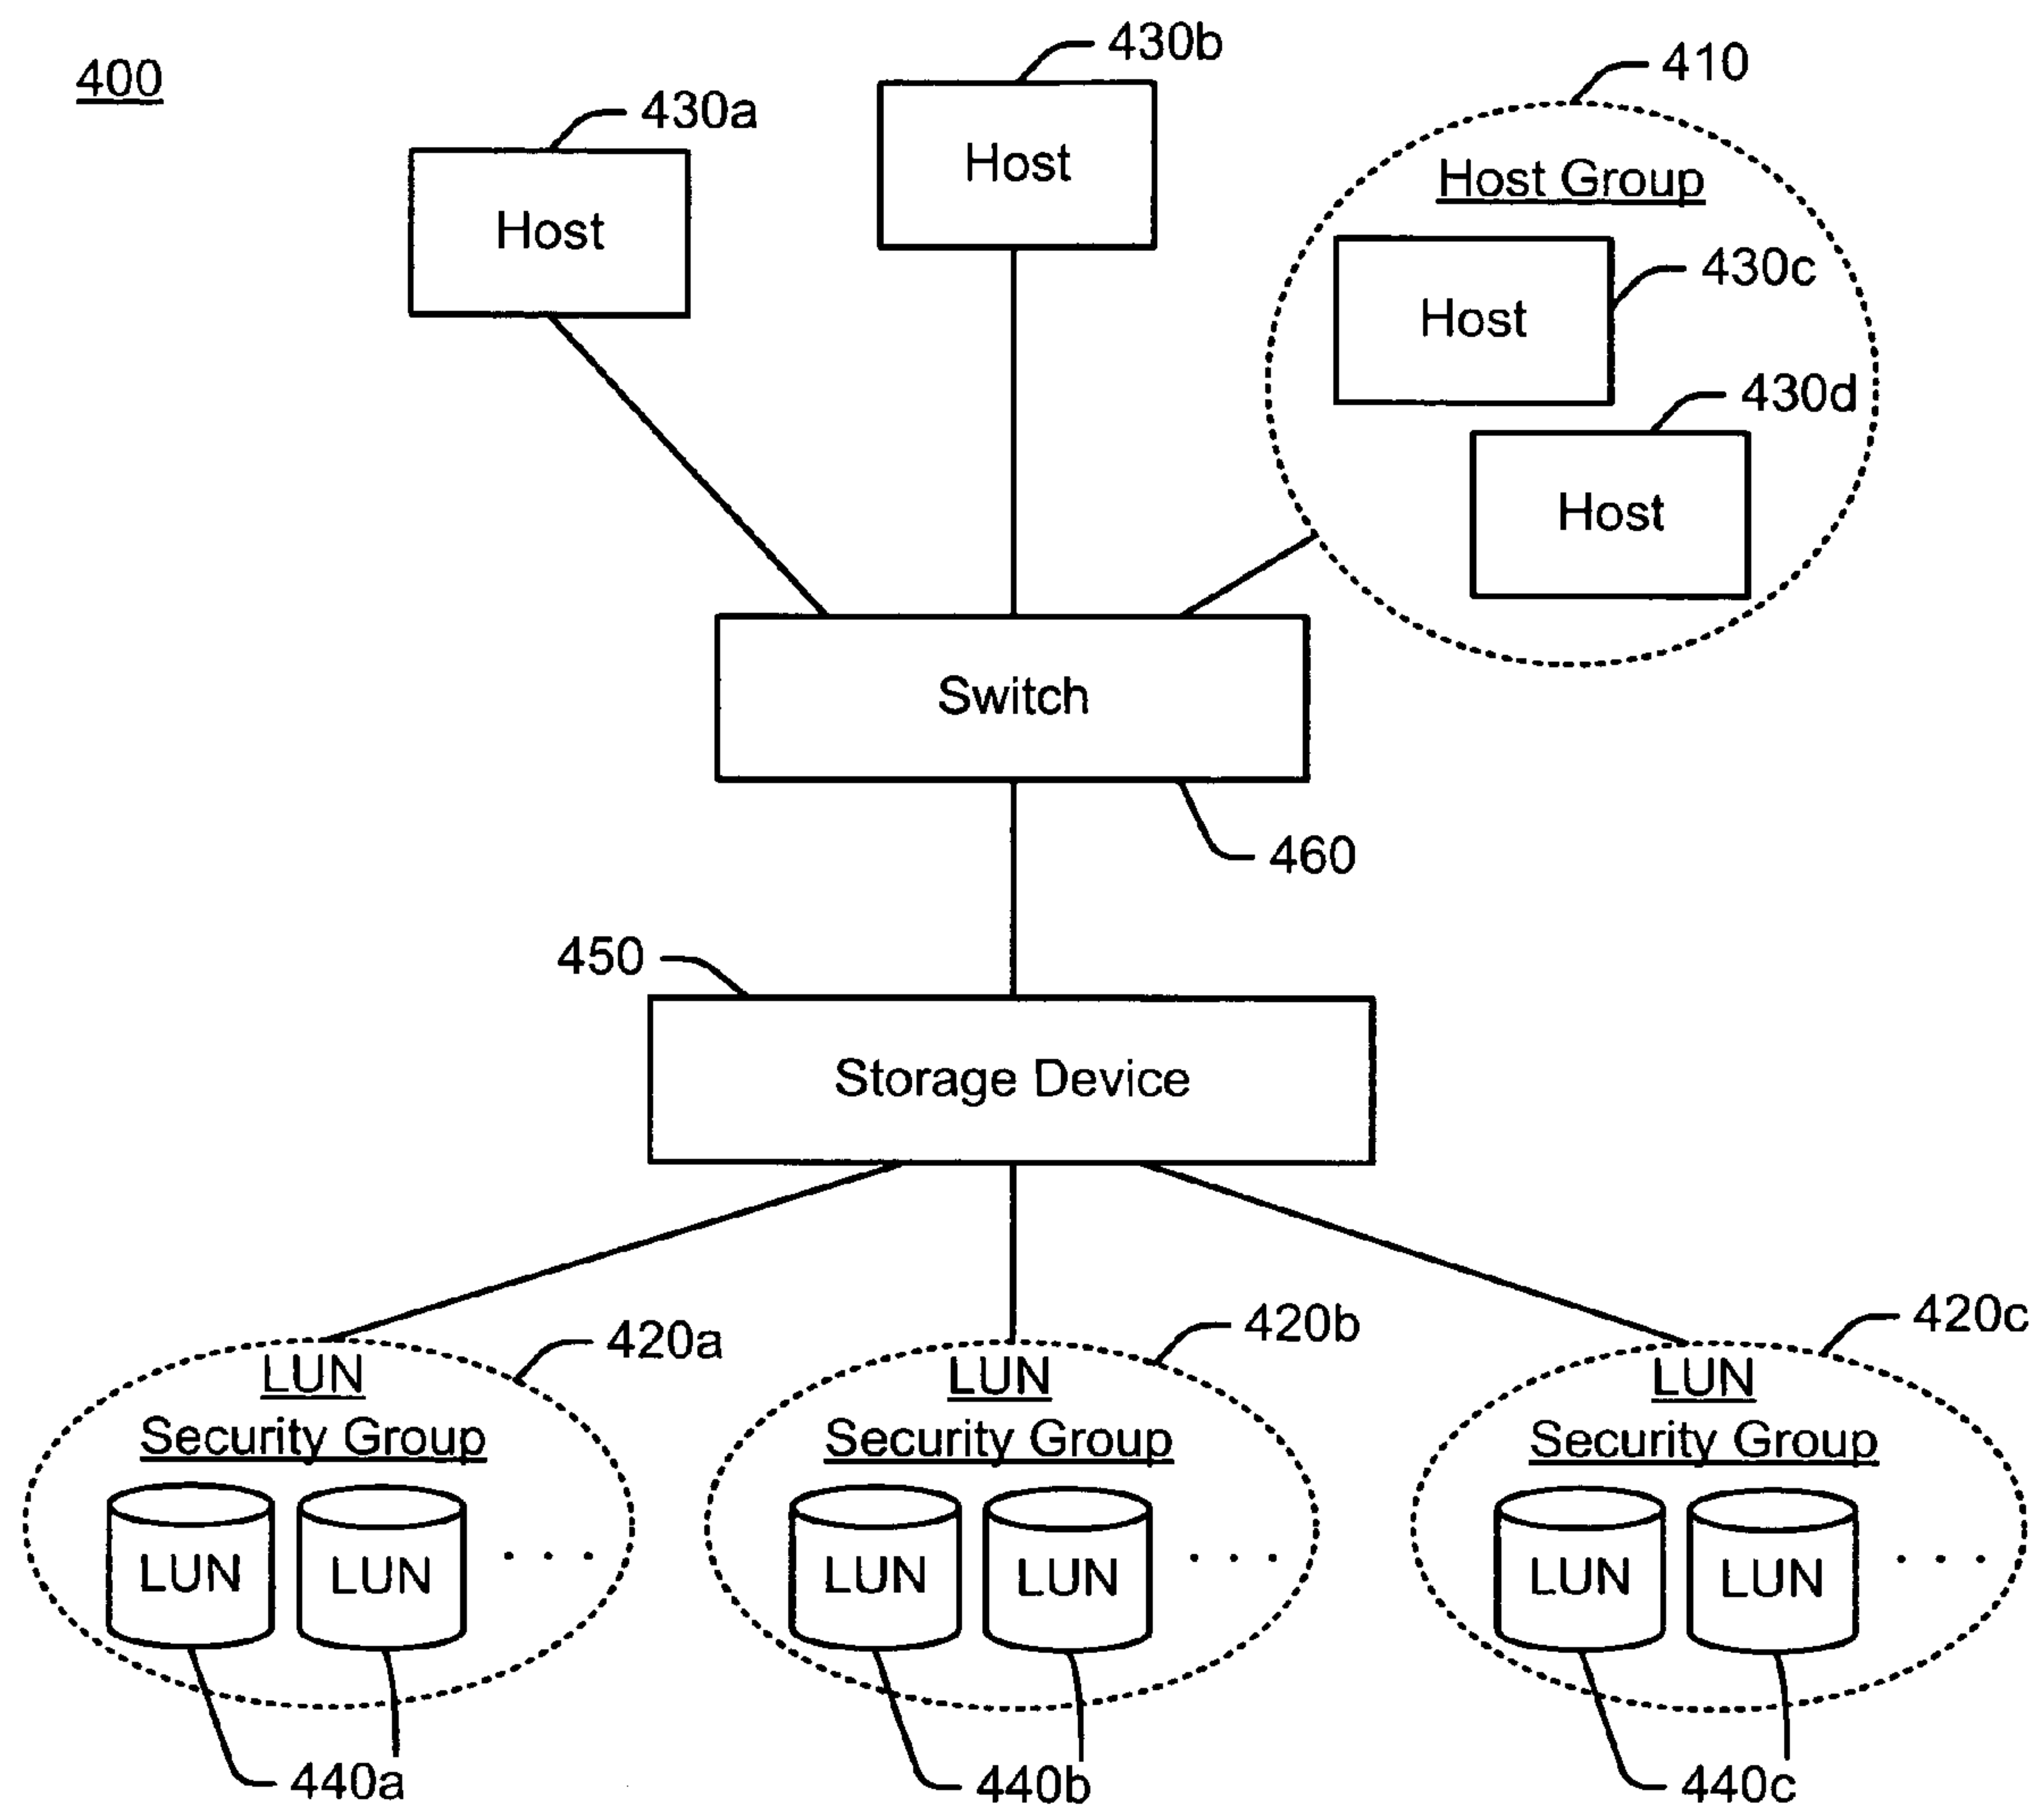 400
430a
430b
410
Host
Host
Host Group
430c
Host
430d
Host
Switch
460
450
Storage Device
420a
420b
420c
LUN
Security Group
LUN
LUN
LUN
Security Group
LUN
LUN
LUN
Security Group
LUN
LUN
440a
440b
440c